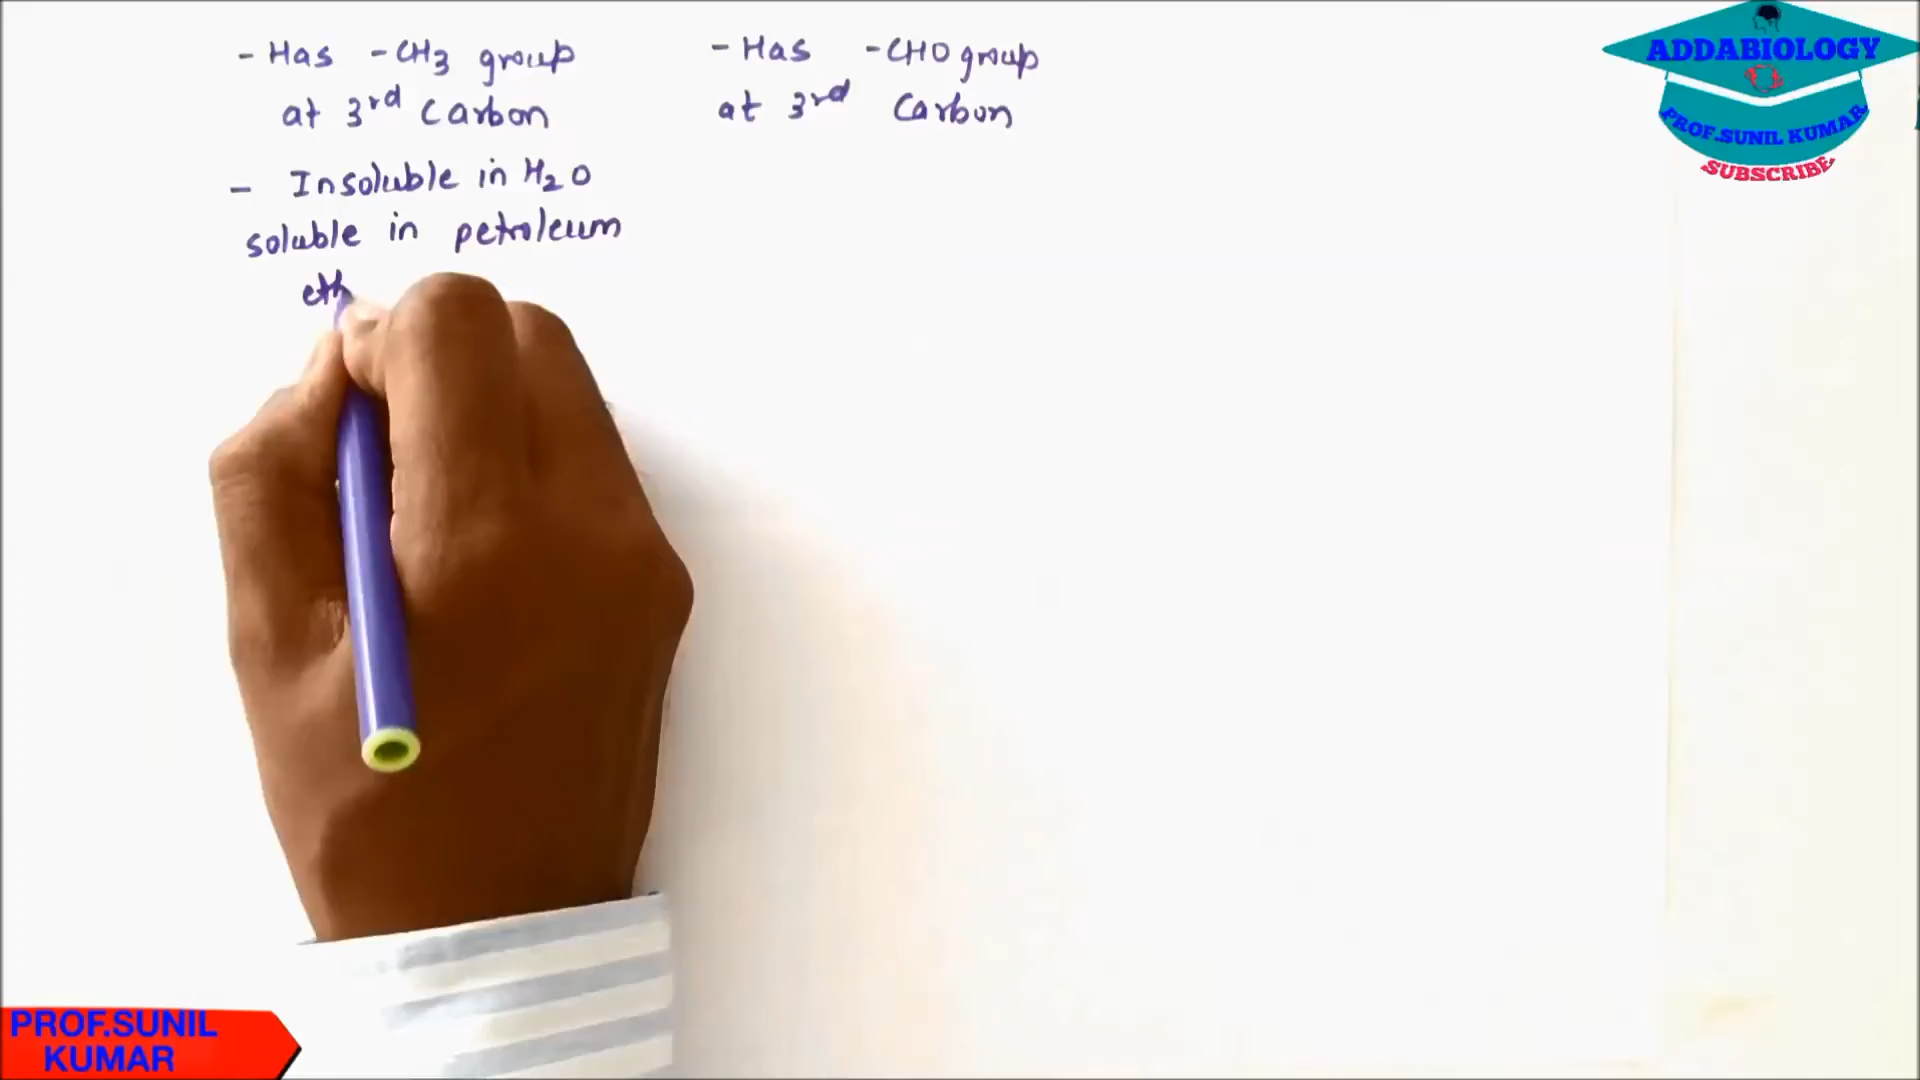 - Has -CH3 group
at 3rd Carbon
- Insoluble in H2O
soluble in petroleum
eth
- Has -CHO group
at 3rd Carbon
ADDABIOLOGY
PROF.SUNIL KUMAR
SUBSCRIBE
PROF.SUNIL
KUMAR